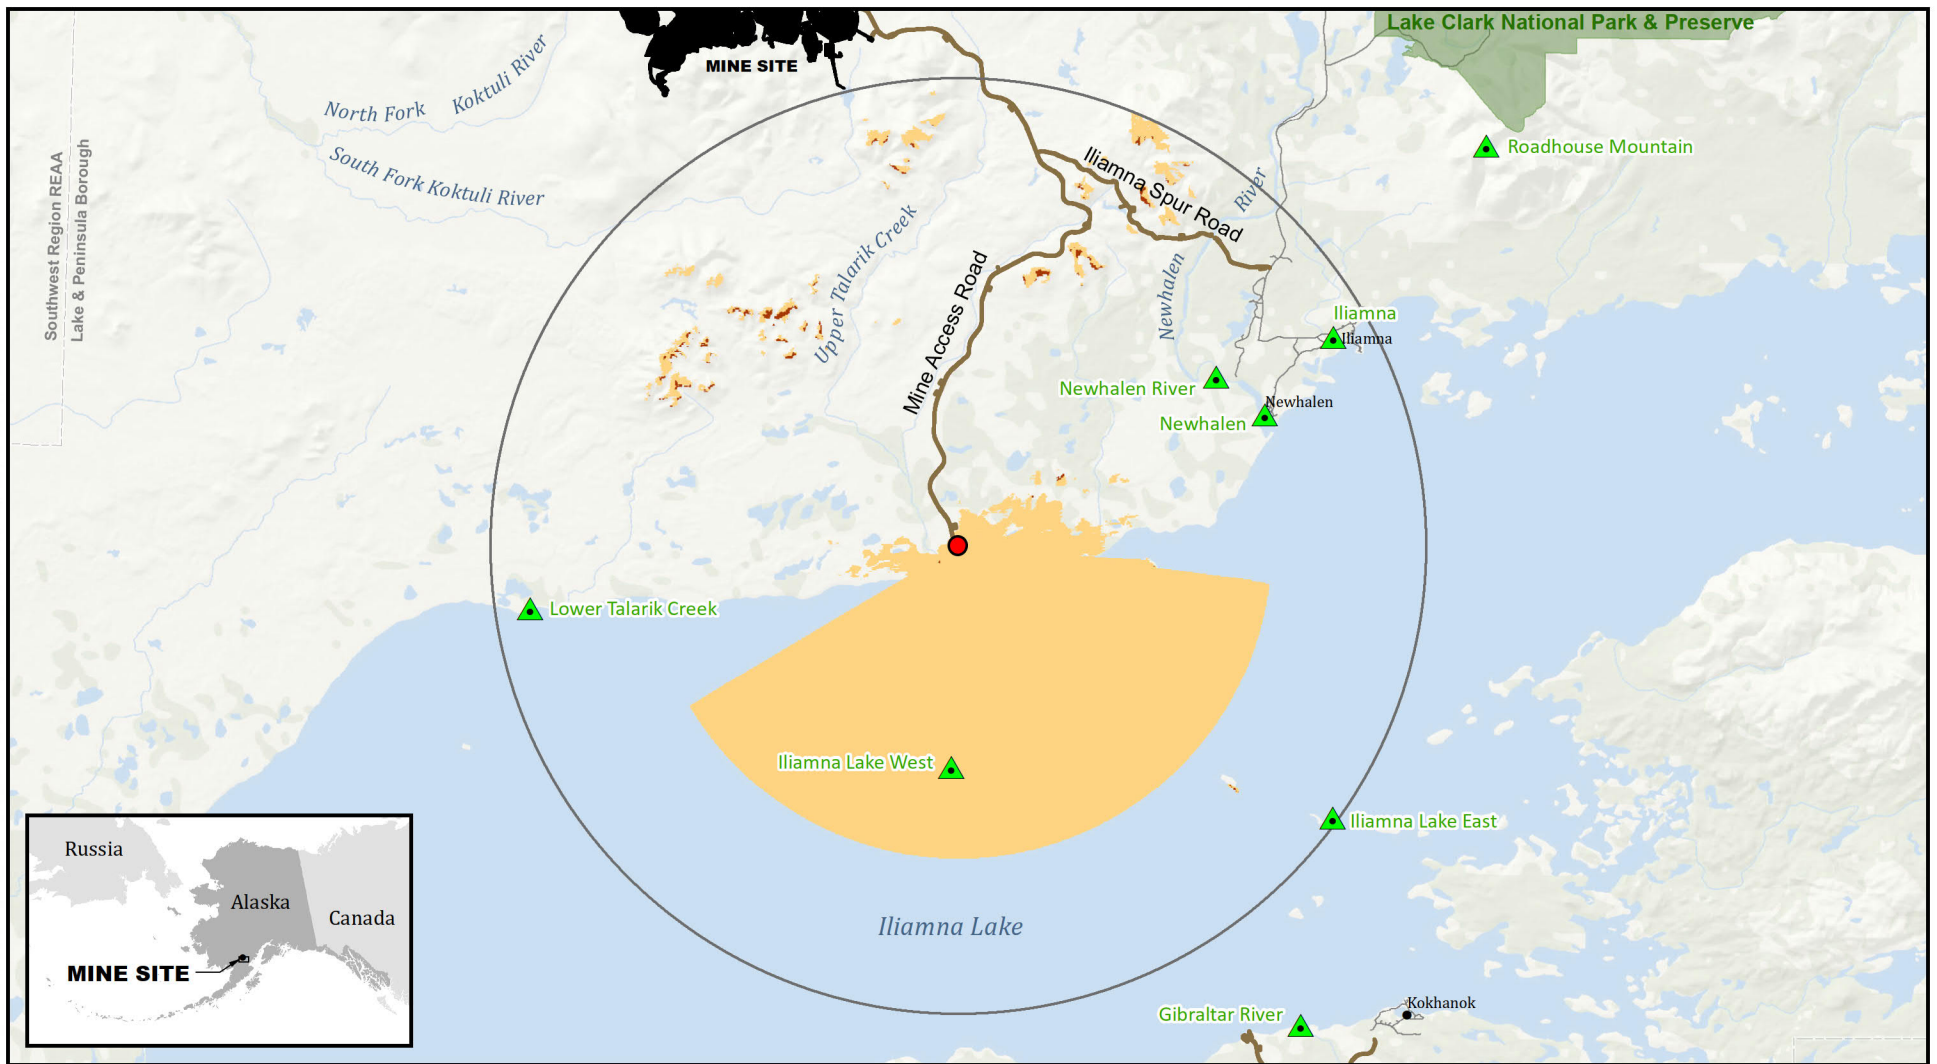 Lake Clark National Park & Preserve
MINE SITE
North Fork Koktuli River
South Fork Koktuli River
Southwest Region REAA
Lake & Peninsula Borough
Roadhouse Mountain
Iliamna Spur Road
River
Newhalen
Upper Talarik Creek
Mine Access Road
Iliamna
Iliamna
Newhalen River
Newhalen
Newhalen
Lower Talarik Creek
Iliamna Lake West
Iliamna Lake East
Iliamna Lake
Gibraltar River
Kokhanok
Russia
Alaska
Canada
MINE SITE